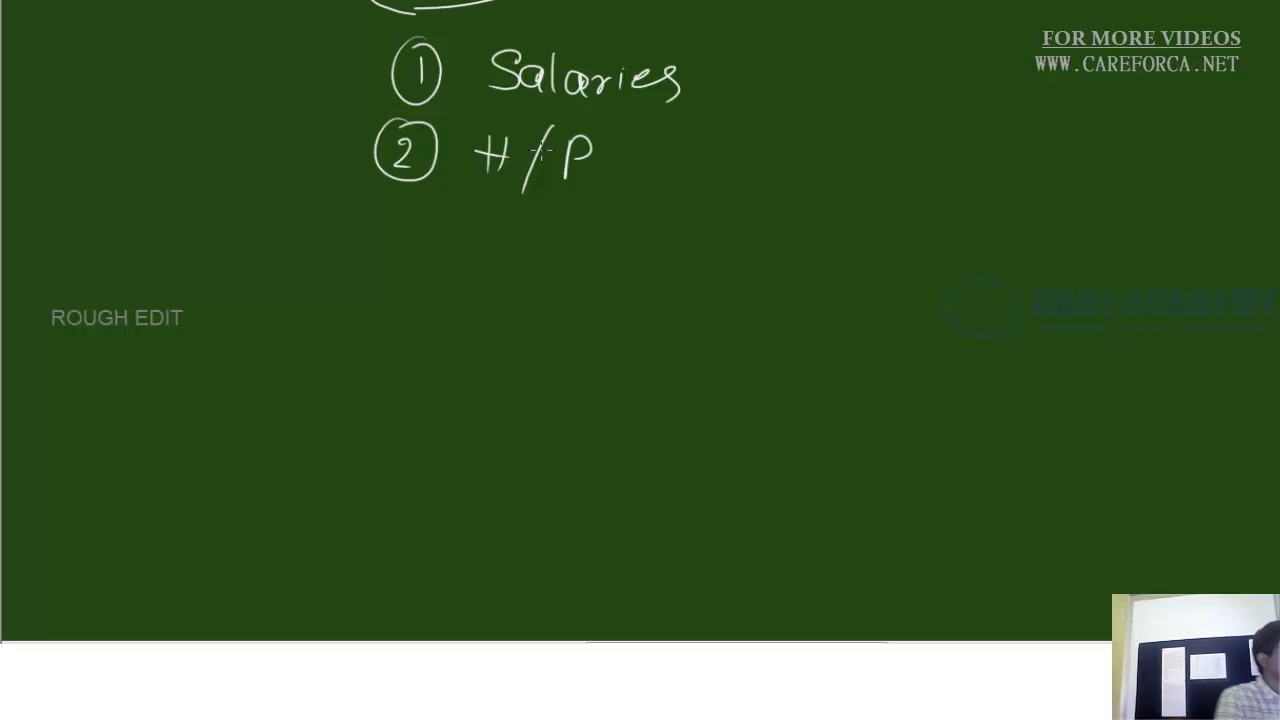 FOR MORE VIDEOS
WWW.CAREFORCA.NET
1 Salaries
2 H/P
ROUGH EDIT